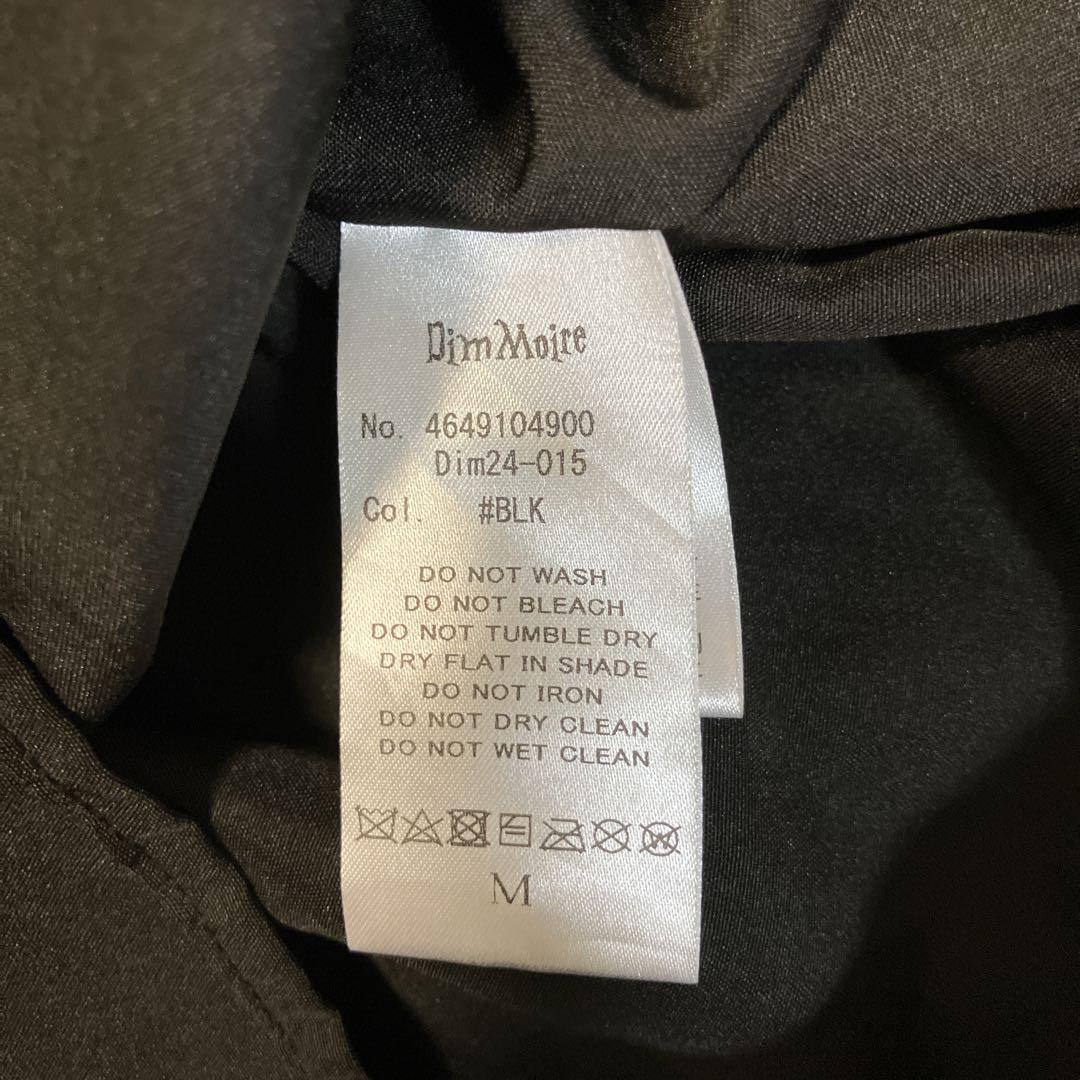 DimMoire
No. 4649104900
Dim24-015
Col. #BLK
DO NOT WASH
DO NOT BLEACH
DO NOT TUMBLE DRY
DRY FLAT IN SHADE
DO NOT IRON
DO NOT DRY CLEAN
DO NOT WET CLEAN
M